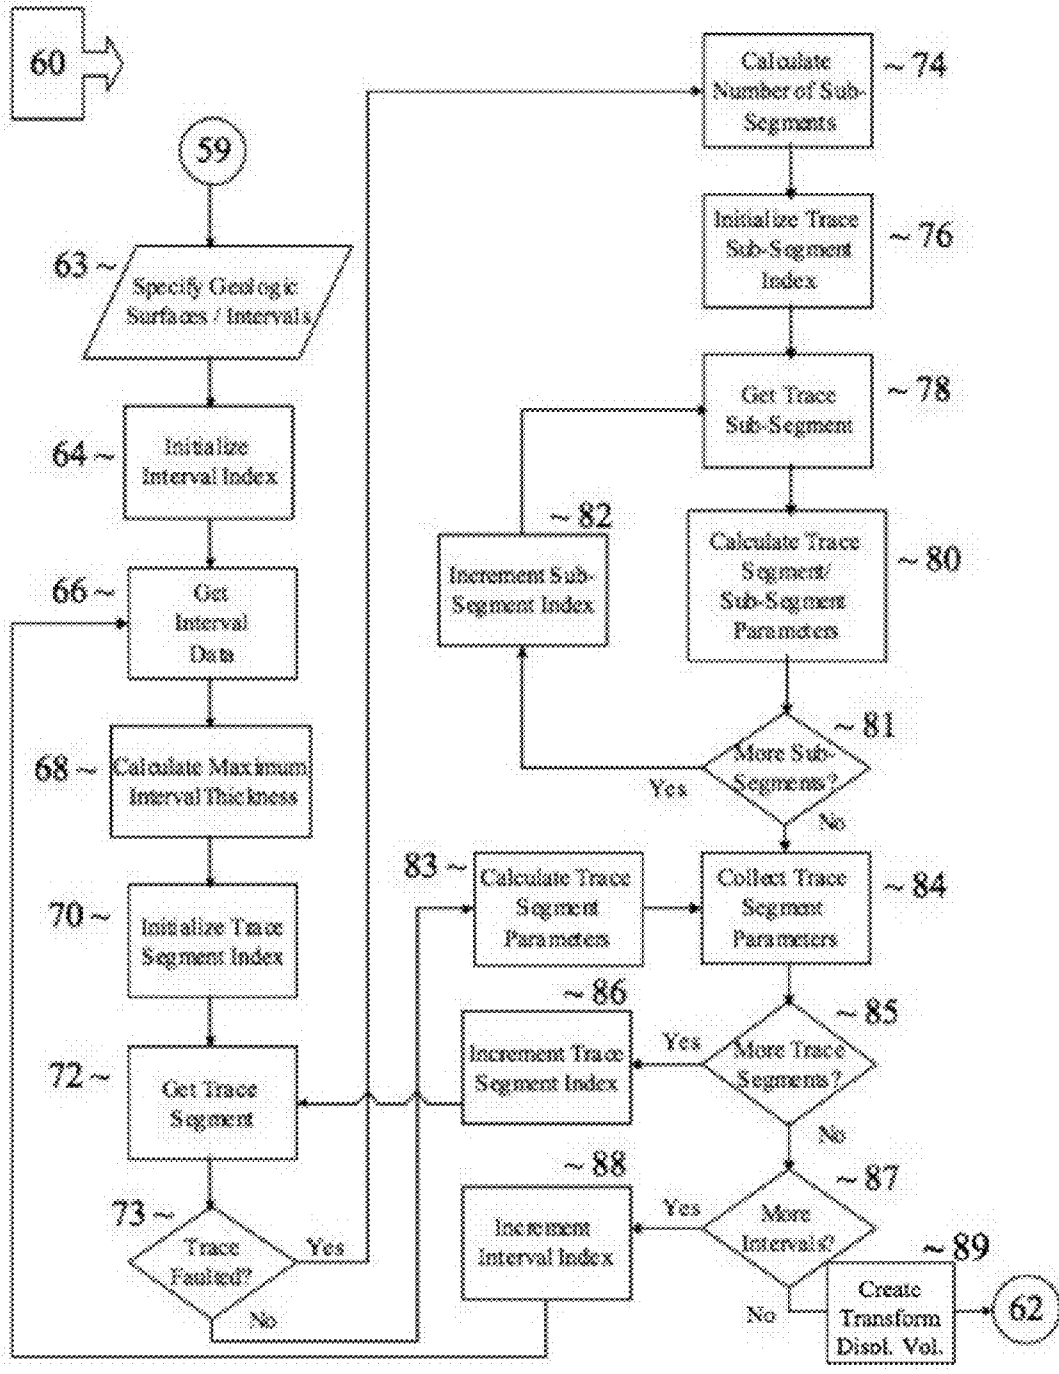 60
59
63 ~
Specify Geologic
Surfaces / Intervals
64 ~
Initialize
Interval Index
66 ~
Get
Interval
Data
68 ~
Calculate Maximum
Interval Thickness
70 ~
Initialize Trace
Segment Index
72 ~
Get Trace
Segment
73 ~
Trace
Faulted?
Yes
No
~ 74
Calculate
Number of Sub-
Segments
~ 76
Initialize Trace
Sub-Segment
Index
~ 78
Get Trace
Sub-Segment
~ 80
Calculate Trace
Segment/
Sub-Segment
Parameters
~ 81
More Sub-
Segments?
Yes
No
~ 82
Increment Sub-
Segment Index
83 ~
Calculate Trace
Segment
Parameters
~ 84
Collect Trace
Segment
Parameters
~ 85
More Trace
Segments?
Yes
No
~ 86
Increment Trace
Segment Index
~ 87
More
Intervals?
Yes
No
~ 88
Increment
Interval Index
~ 89
Create
Transform
Displ. Vol.
62